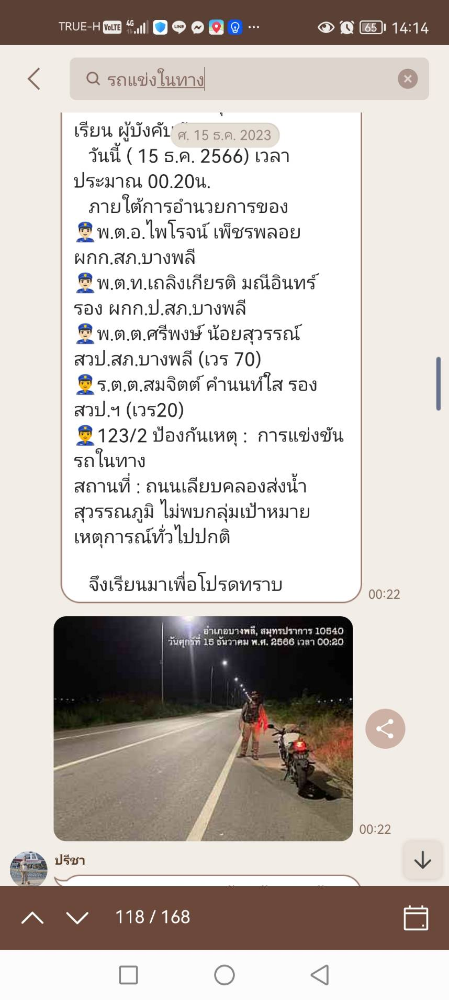 TRUE-H VoLTE 4G LINE 65 14:14
รถแข่งในทาง
เรียน ผู้บังคับ
ศ. 15 ธ.ค. 2023
วันนี้ ( 15 ธ.ค. 2566) เวลา
ประมาณ 00.20น.
ภายใต้การอำนวยการของ
พ.ต.อ.ไพโรจน์ เพ็ชรพลอย
ผกก.สภ.บางพลี
พ.ต.ท.เถลิงเกียรติ มณีอินทร์
รอง ผกก.ป.สภ.บางพลี
พ.ต.ต.ศรีพงษ์ น้อยสุวรรณ์
สวป.สภ.บางพลี (เวร 70)
ร.ต.ต.สมจิตต์ คำนนท์ใส รอง
สวป.ฯ (เวร20)
123/2 ป้องกันเหตุ : การแข่งขัน
รถในทาง
สถานที่ : ถนนเลียบคลองส่งน้ำ
สุวรรณภูมิ ไม่พบกลุ่มเป้าหมาย
เหตุการณ์ทั่วไปปกติ
จึงเรียนมาเพื่อโปรดทราบ
00:22
อำเภอบางพลี, สมุทรปราการ 10540
วันศุกร์ที่ 15 ธันวาคม พ.ศ. 2566 เวลา 00:20
00:22
ปรีชา
118 / 168